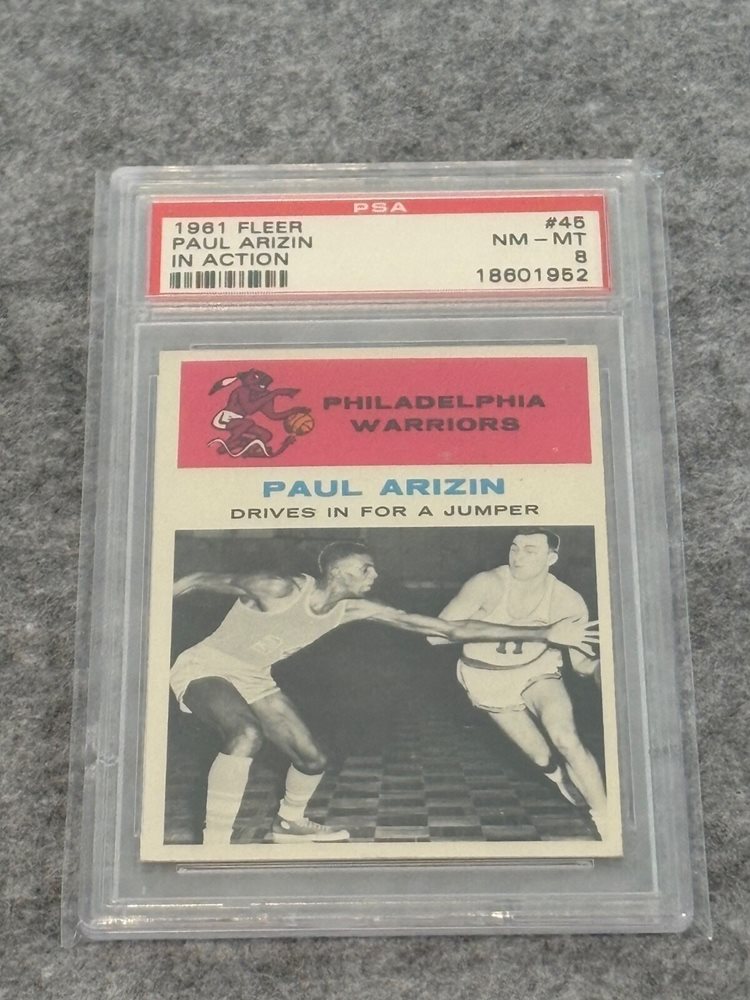 PSA
1961 FLEER #45
PAUL ARIZIN NM - MT
IN ACTION 8
18601952
PHILADELPHIA
WARRIORS
PAUL ARIZIN
DRIVES IN FOR A JUMPER
11